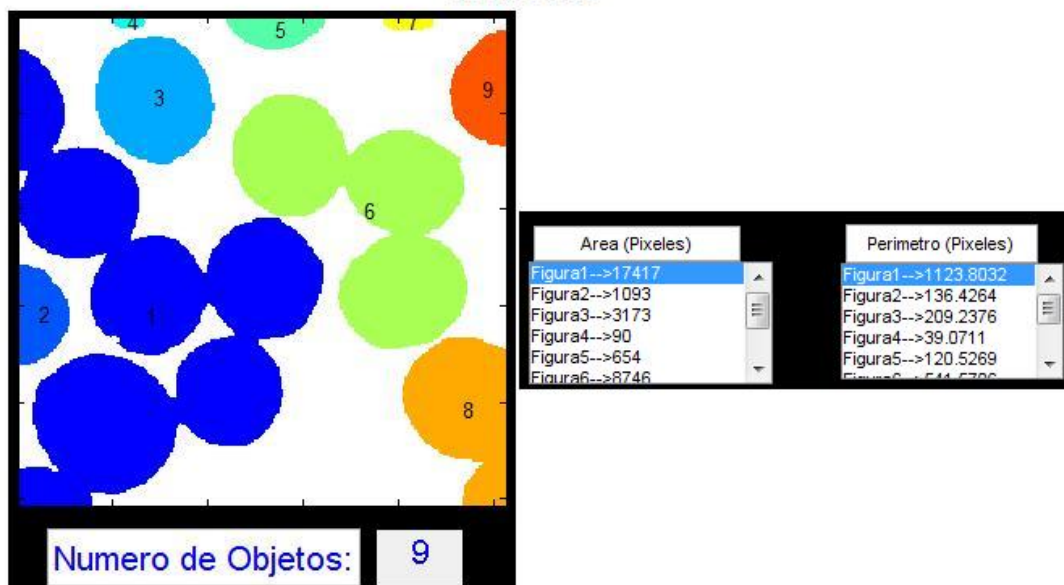 4
5
7
3
9
6
2
1
8
Numero de Objetos: 9
Area (Pixeles)
Figura1-->17417
Figura2-->1093
Figura3-->3173
Figura4-->90
Figura5-->654
Figura6-->8746
Perimetro (Pixeles)
Figura1-->1123.8032
Figura2-->136.4264
Figura3-->209.2376
Figura4-->39.0711
Figura5-->120.5269